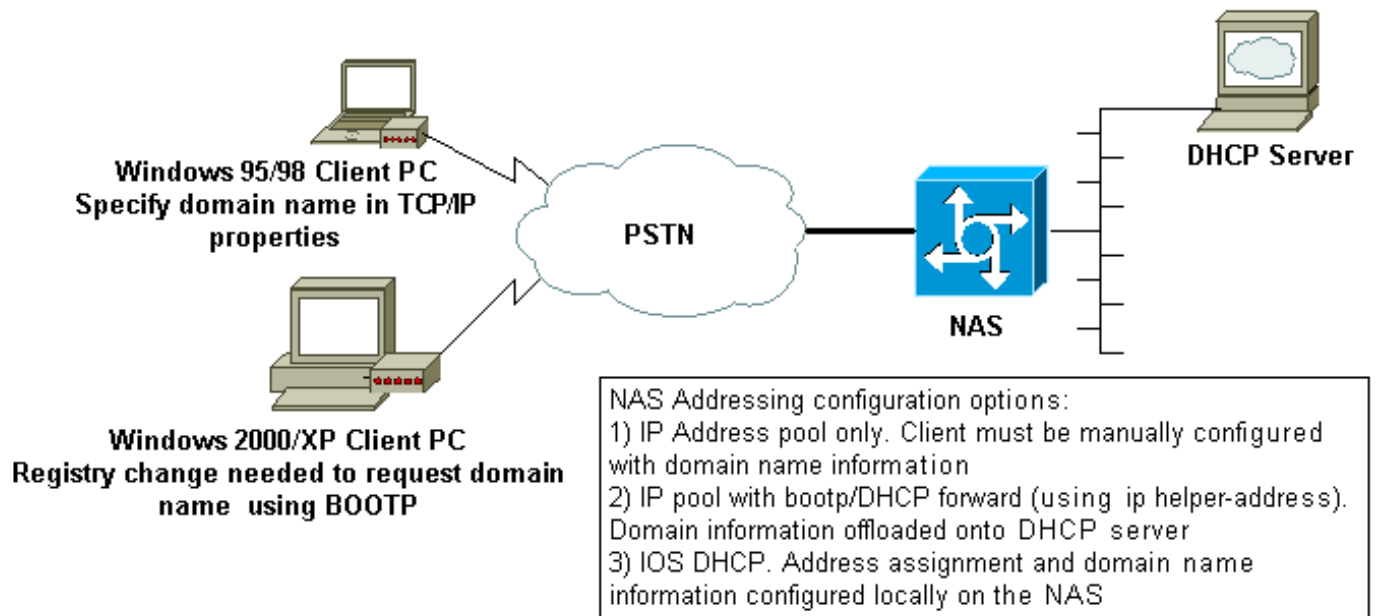 Windows 95/98 Client PC
Specify domain name in TCP/IP
properties
PSTN
NAS
DHCP Server
Windows 2000/XP Client PC
Registry change needed to request domain
name using BOOTP
NAS Addressing configuration options:
1) IP Address pool only. Client must be manually configured
with domain name information
2) IP pool with bootp/DHCP forward (using ip helper-address).
Domain information offloaded onto DHCP server
3) IOS DHCP. Address assignment and domain name
information configured locally on the NAS